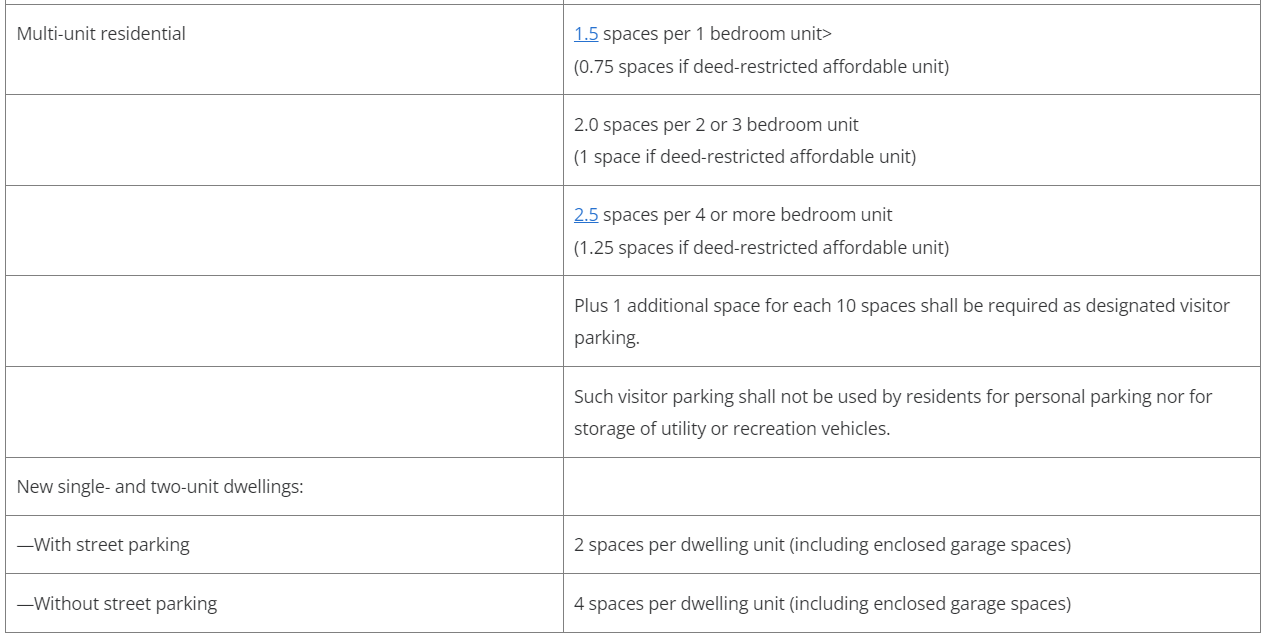 Multi-unit residential
1.5 spaces per 1 bedroom unit>
(0.75 spaces if deed-restricted affordable unit)
2.0 spaces per 2 or 3 bedroom unit
(1 space if deed-restricted affordable unit)
2.5 spaces per 4 or more bedroom unit
(1.25 spaces if deed-restricted affordable unit)
Plus 1 additional space for each 10 spaces shall be required as designated visitor
parking.
Such visitor parking shall not be used by residents for personal parking nor for
storage of utility or recreation vehicles.
New single- and two-unit dwellings:
—With street parking
2 spaces per dwelling unit (including enclosed garage spaces)
—Without street parking
4 spaces per dwelling unit (including enclosed garage spaces)